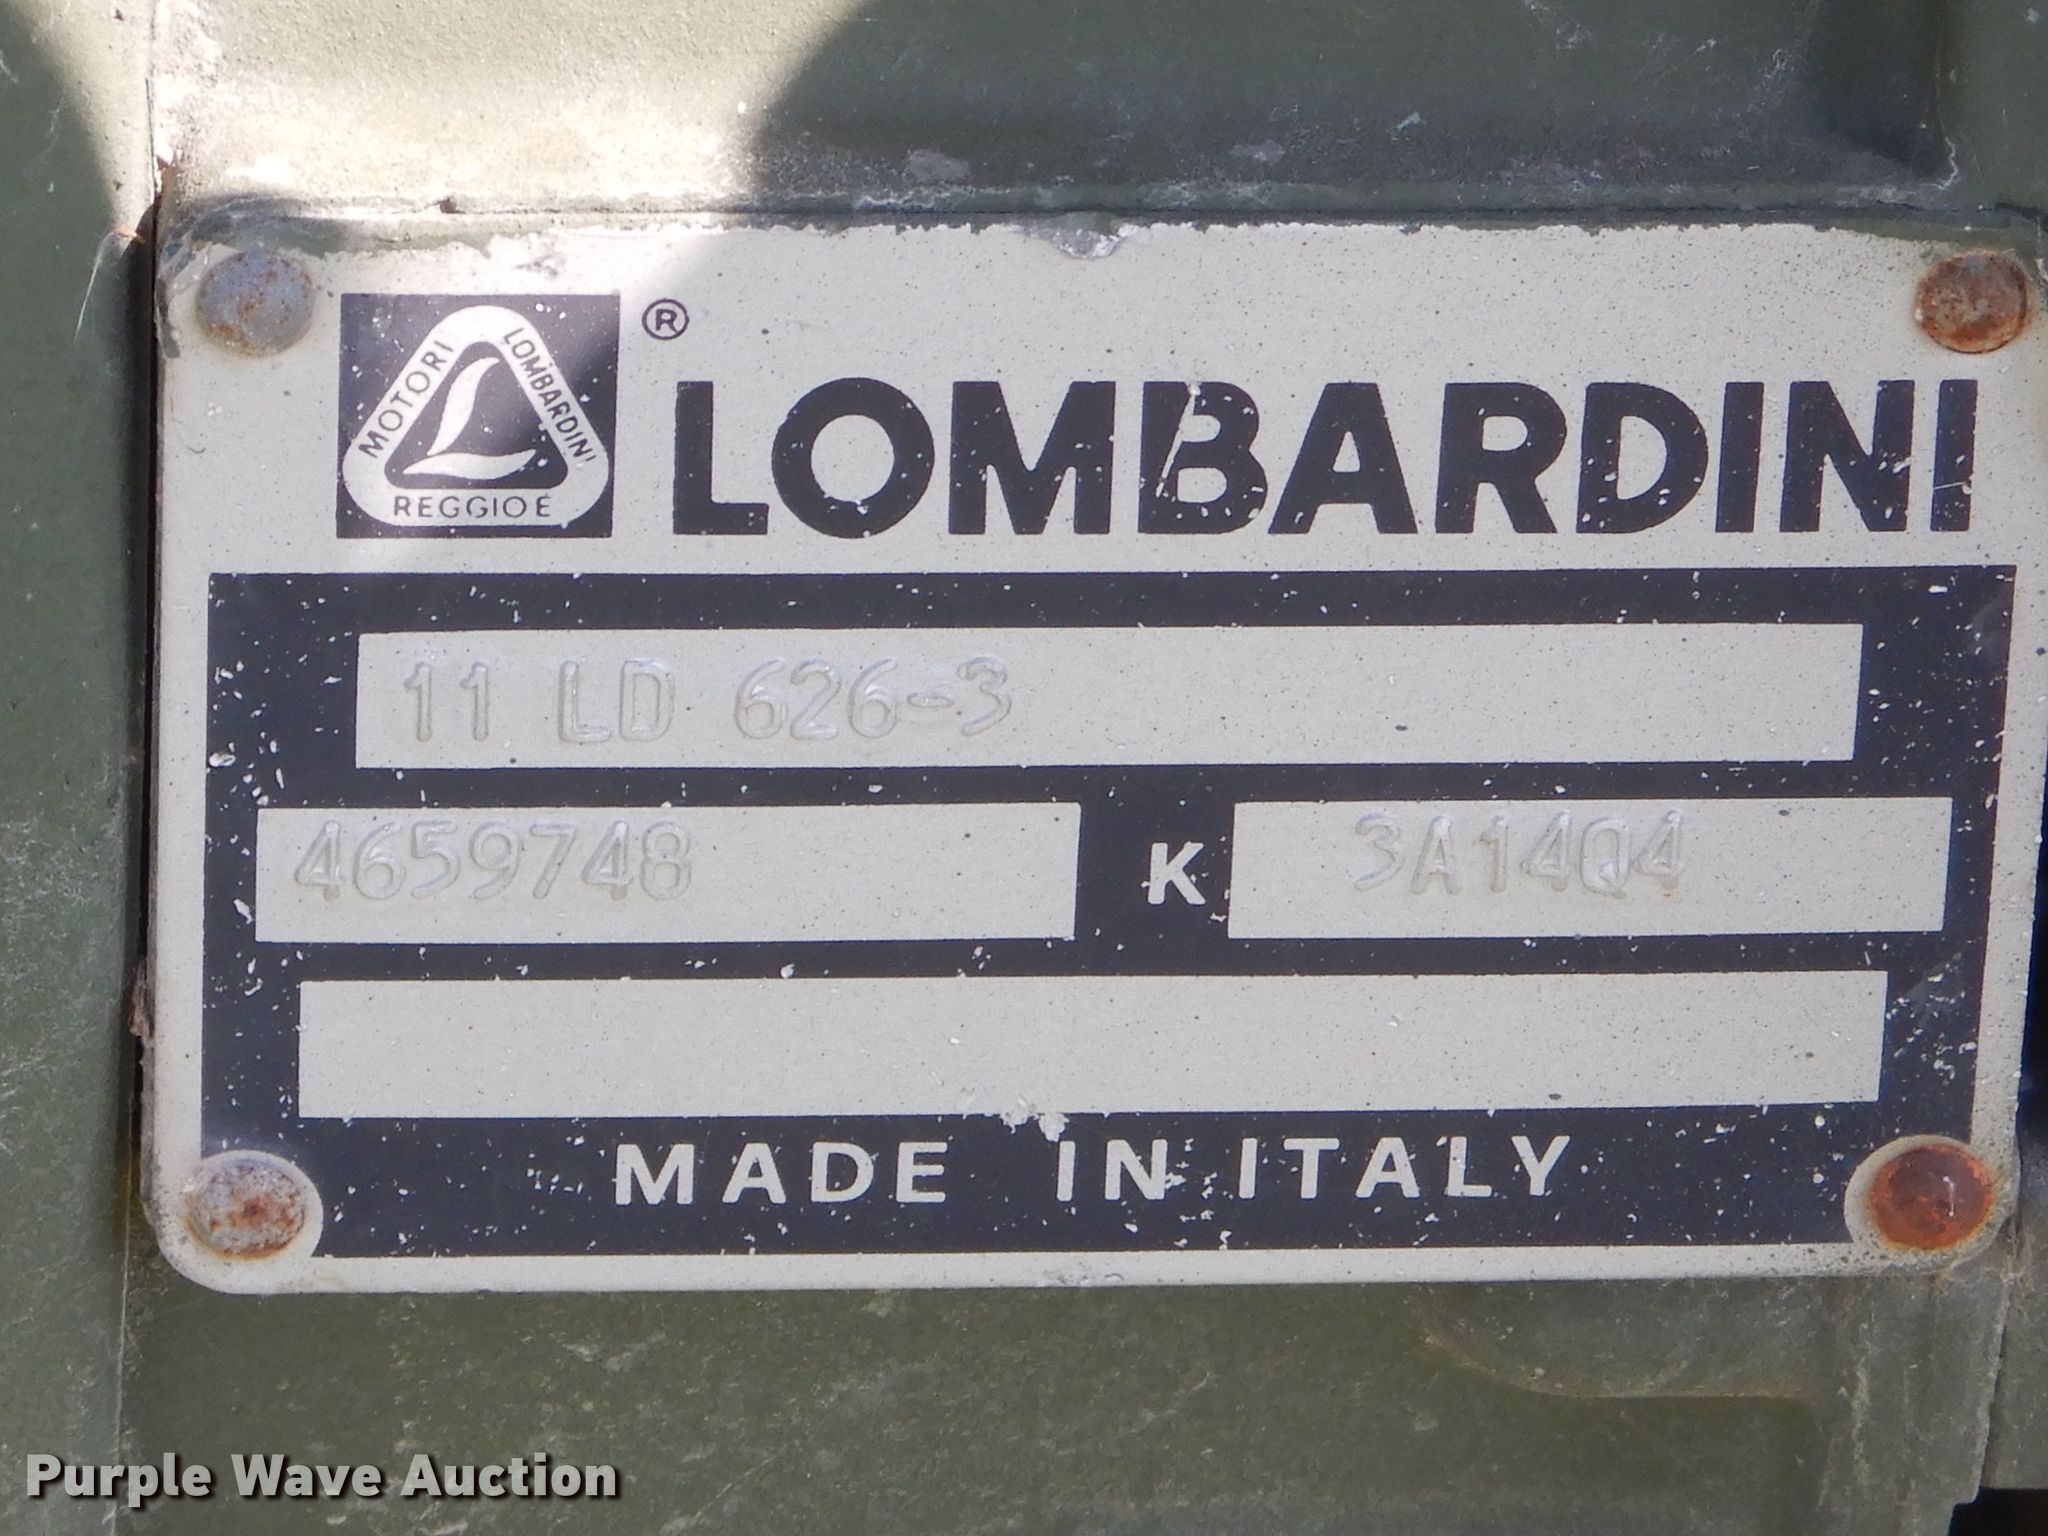 MOTORI LOMBARDINI
REGGIO E
®
LOMBARDINI
11 LD 626-3
4659748 K 3A14Q4
MADE IN ITALY
Purple Wave Auction